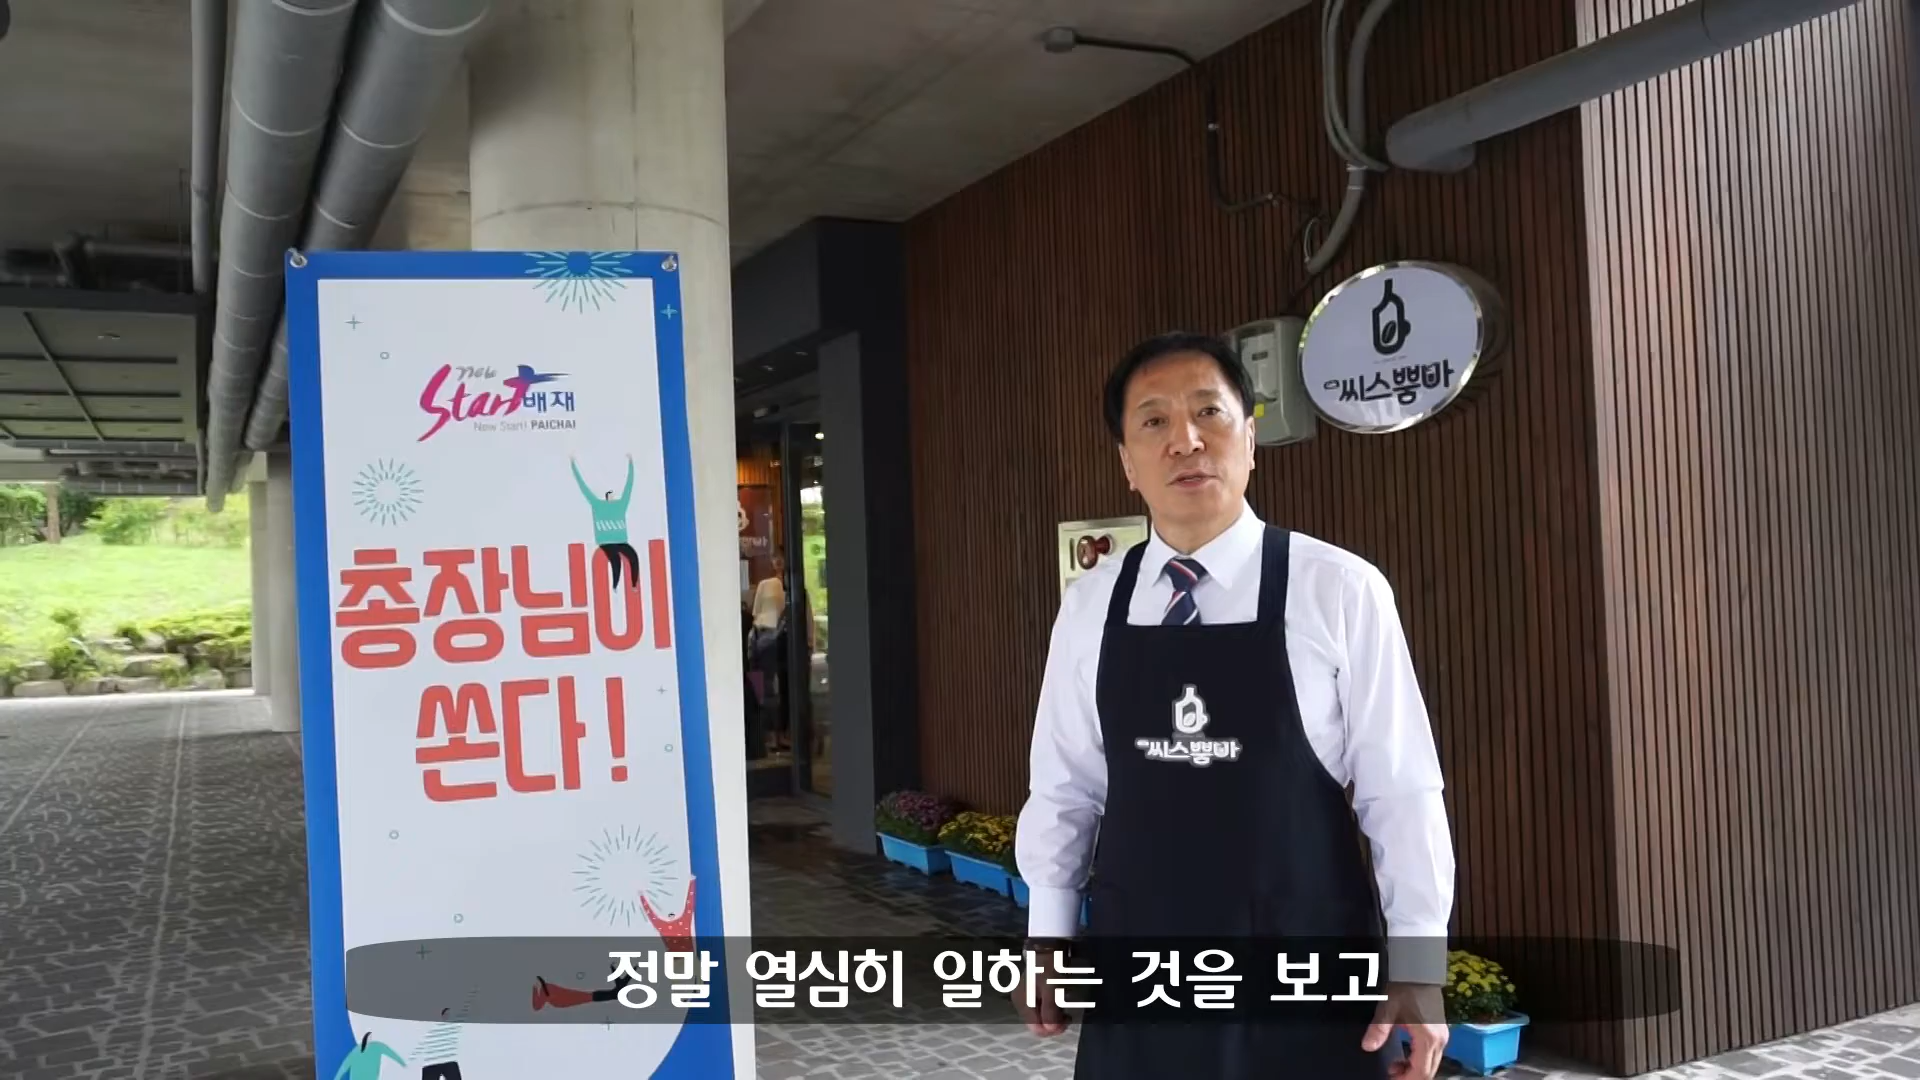 new
Start 배재
New Start! PAICHAI
총장님이
쏜다!
씨스뿜바
씨스뿜바
정말 열심히 일하는 것을 보고